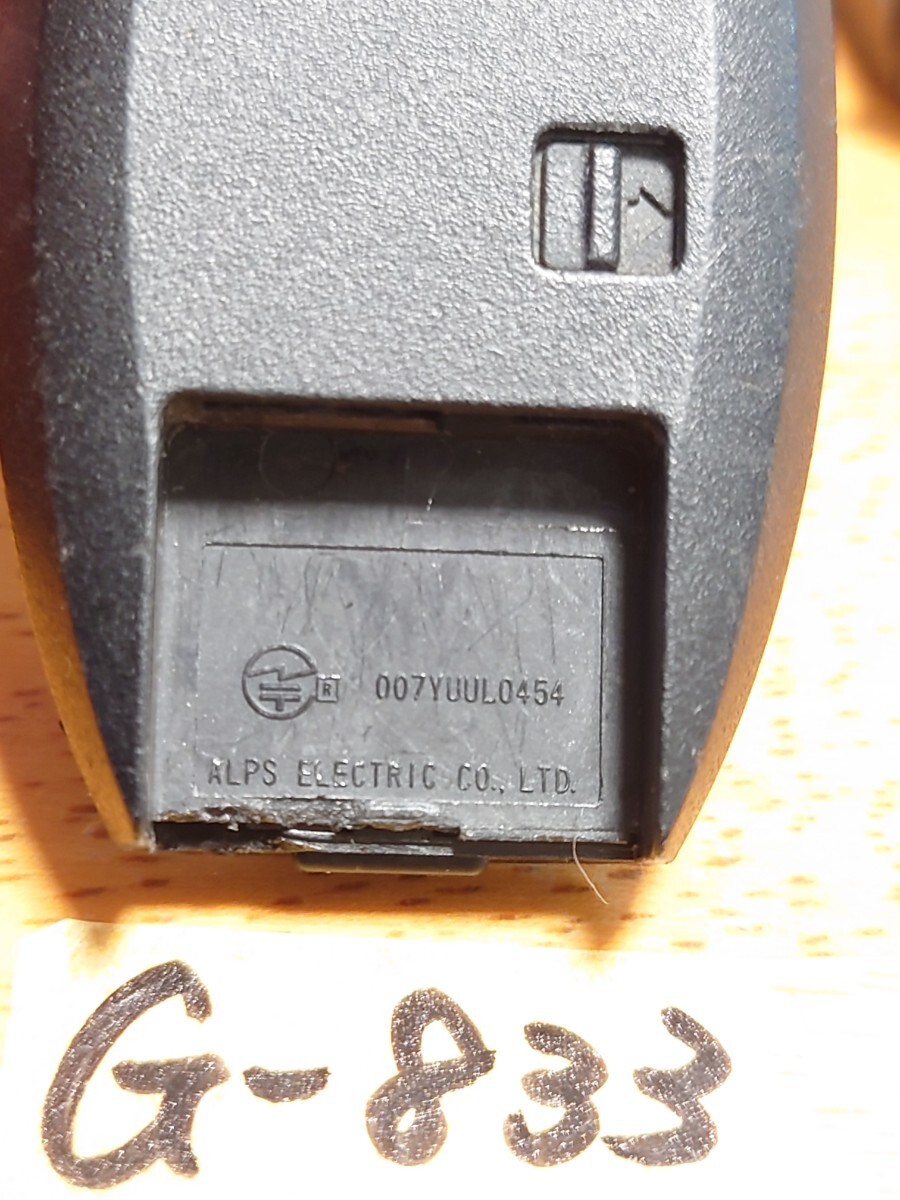 R 007YUUL0454
ALPS ELECTRIC CO., LTD.
G-833